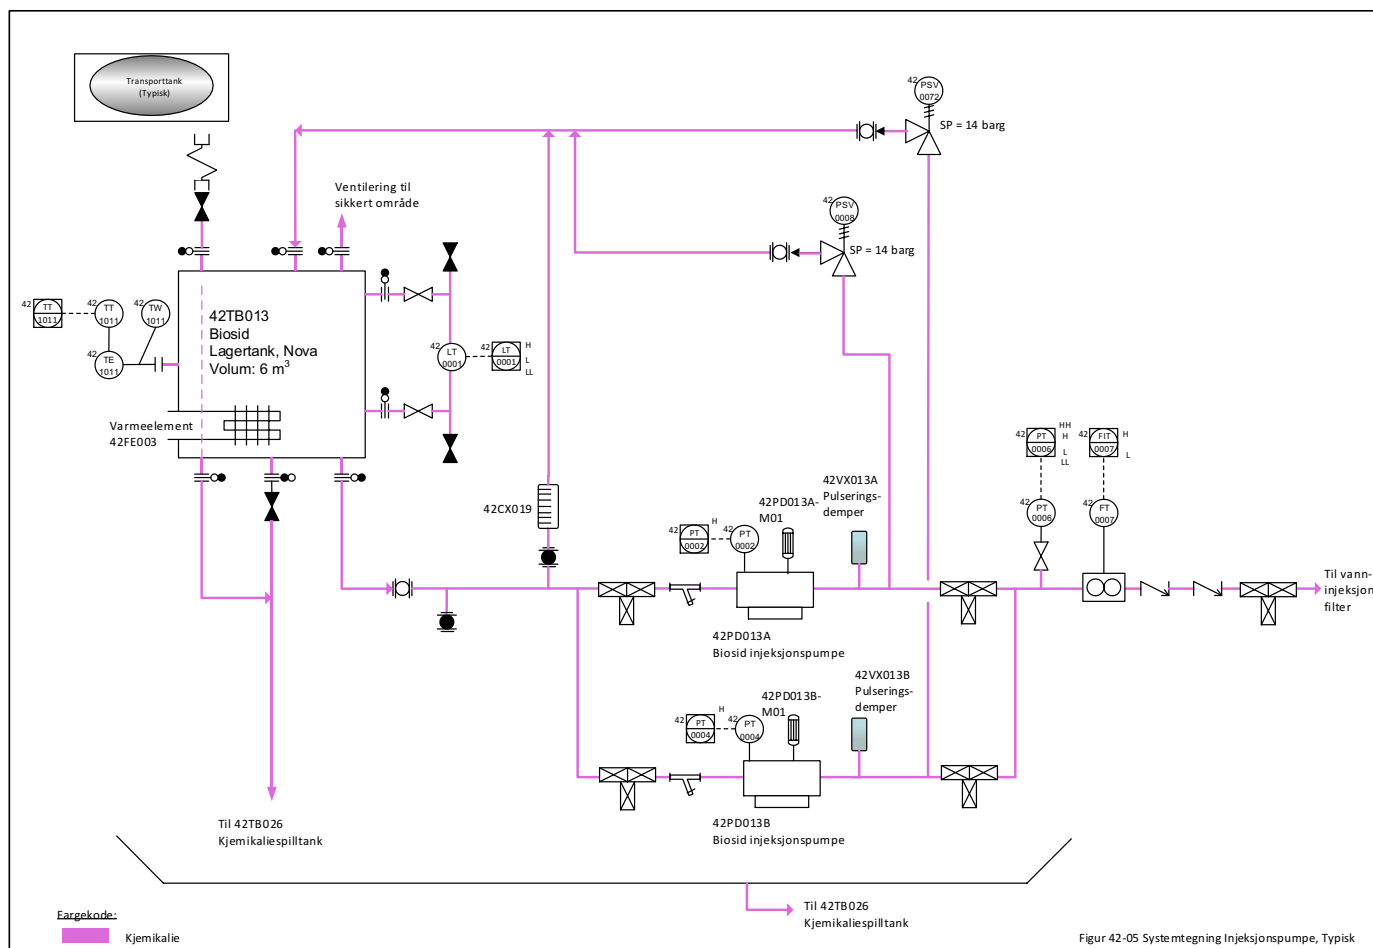 Transporttank
(Typisk)
42
PSV
0072
SP = 14 barg
Ventilering til
sikkert område
42
PSV
0008
SP = 14 barg
42
TT
1011
42
TT
1011
42
TW
1011
42
TE
1011
42TB013
Biosid
Lagertank, Nova
Volum: 6 m³
42
LT
0001
42
LT
0001
H
L
LL
Varmeelement
42FE003
42CX019
42
PT
0002
H
42
PT
0002
42PD013A-
M01
42VX013A
Pulserings-
demper
42
PT
0006
HH
H
L
LL
42
FIT
0007
H
L
42
PT
0006
42
FT
0007
Til vann-
injeksjon
filter
42PD013A
Biosid injeksjonspumpe
42
PT
0004
H
42
PT
0004
42PD013B-
M01
42VX013B
Pulserings-
demper
42PD013B
Biosid injeksjonspumpe
Til 42TB026
Kjemikaliespilltank
Til 42TB026
Kjemikaliespilltank
Fargekode:
Kjemikalie
Figur 42-05 Systemtegning Injeksjonspumpe, Typisk